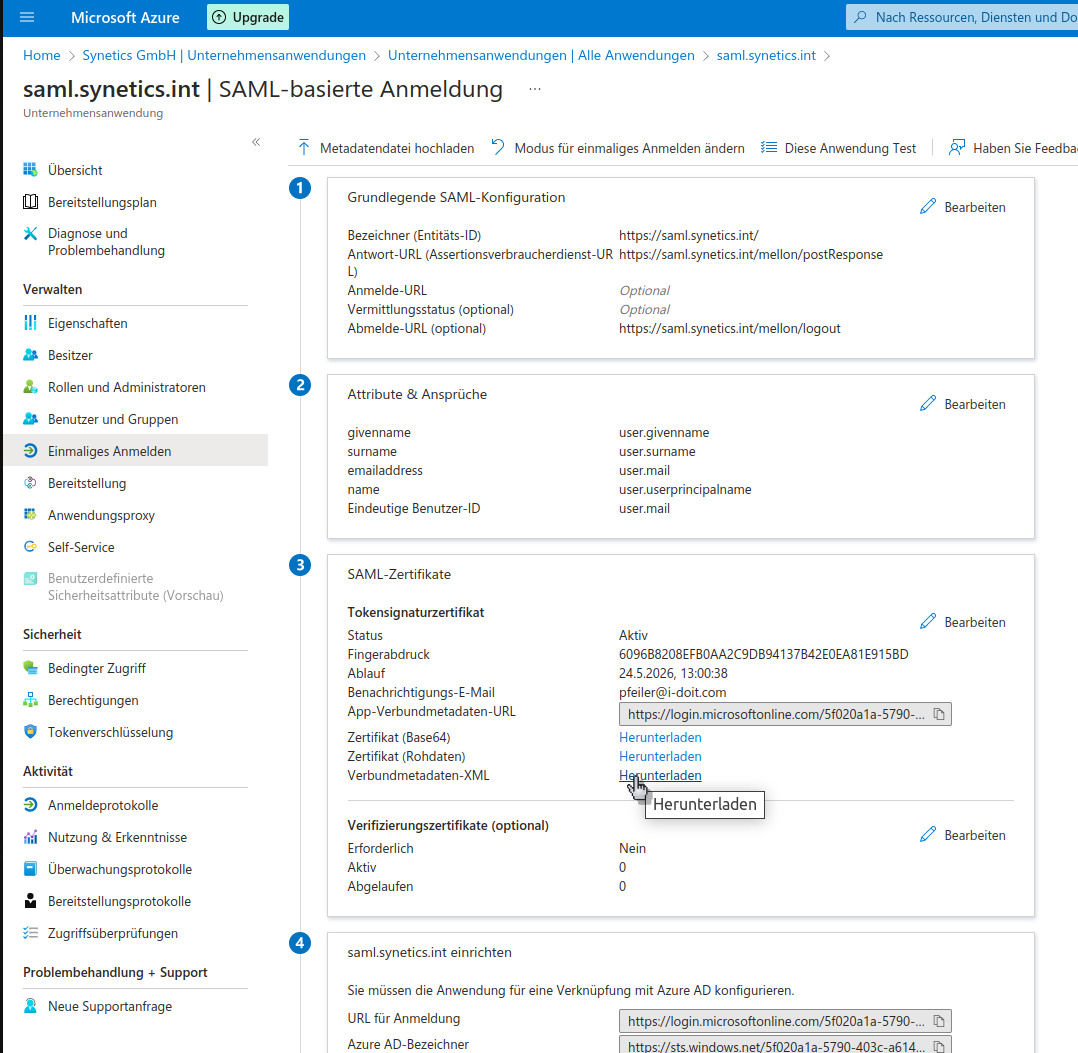 Microsoft Azure
Upgrade
Nach Ressourcen, Diensten und Do
Home > Synetics GmbH | Unternehmensanwendungen > Unternehmensanwendungen | Alle Anwendungen > saml.synetics.int >
saml.synetics.int | SAML-basierte Anmeldung ...
Unternehmensanwendung
«
Übersicht
Bereitstellungsplan
Diagnose und
Problembehandlung
Verwalten
Eigenschaften
Besitzer
Rollen und Administratoren
Benutzer und Gruppen
Einmaliges Anmelden
Bereitstellung
Anwendungsproxy
Self-Service
Benutzerdefinierte
Sicherheitsattribute (Vorschau)
Sicherheit
Bedingter Zugriff
Berechtigungen
Tokenverschlüsselung
Aktivität
Anmeldeprotokolle
Nutzung & Erkenntnisse
Überwachungsprotokolle
Bereitstellungsprotokolle
Zugriffsüberprüfungen
Problembehandlung + Support
Neue Supportanfrage
Metadatendatei hochladen
Modus für einmaliges Anmelden ändern
Diese Anwendung Test
Haben Sie Feedba
1
Grundlegende SAML-Konfiguration
Bearbeiten
Bezeichner (Entitäts-ID) https://saml.synetics.int/
Antwort-URL (Assertionsverbraucherdienst-UR https://saml.synetics.int/mellon/postResponse
L)
Anmelde-URL Optional
Vermittlungsstatus (optional) Optional
Abmelde-URL (optional) https://saml.synetics.int/mellon/logout
2
Attribute & Ansprüche
Bearbeiten
givenname user.givenname
surname user.surname
emailaddress user.mail
name user.userprincipalname
Eindeutige Benutzer-ID user.mail
3
SAML-Zertifikate
Tokensignaturzertifikat
Bearbeiten
Status Aktiv
Fingerabdruck 6096B8208EFB0AA2C9DB94137B42E0EA81E915BD
Ablauf 24.5.2026, 13:00:38
Benachrichtigungs-E-Mail pfeiler@i-doit.com
App-Verbundmetadaten-URL https://login.microsoftonline.com/5f020a1a-5790-...
Zertifikat (Base64) Herunterladen
Zertifikat (Rohdaten) Herunterladen
Verbundmetadaten-XML Herunterladen
Herunterladen
Verifizierungszertifikate (optional)
Bearbeiten
Erforderlich Nein
Aktiv 0
Abgelaufen 0
4
saml.synetics.int einrichten
Sie müssen die Anwendung für eine Verknüpfung mit Azure AD konfigurieren.
URL für Anmeldung https://login.microsoftonline.com/5f020a1a-5790-...
Azure AD-Bezeichner https://sts.windows.net/5f020a1a-5790-403c-a614...